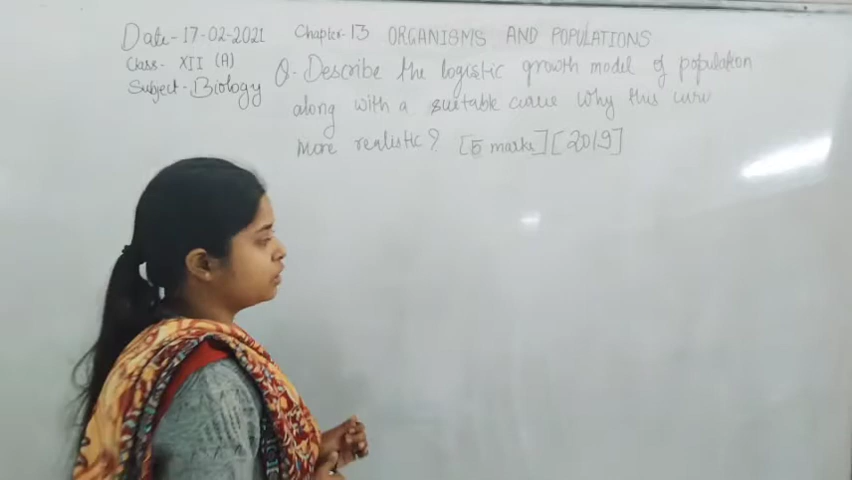 Date- 17-02-2021 Chapter- 13 ORGANISMS AND POPULATIONS
Class- XII (A)
Subject- Biology
Q. Describe the logistic growth model of population
along with a suitable curve why this curv
more realistic? [5 marks] [2019]